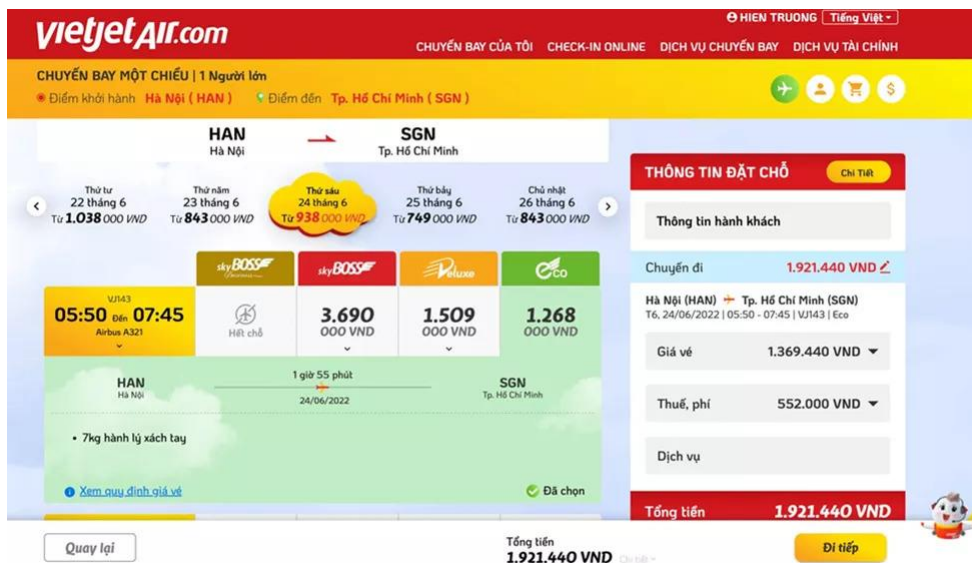 vietjetAir.com
HIEN TRUONG Tiếng Việt
CHUYẾN BAY CỦA TÔI CHECK-IN ONLINE DỊCH VỤ CHUYẾN BAY DỊCH VỤ TÀI CHÍNH
CHUYẾN BAY MỘT CHIỀU | 1 Người lớn
Điểm khởi hành Hà Nội ( HAN ) Điểm đến Tp. Hồ Chí Minh ( SGN )
HAN SGN
Hà Nội Tp. Hồ Chí Minh
Thứ tư Thứ năm Thứ sáu Thứ bảy Chủ nhật
22 tháng 6 23 tháng 6 24 tháng 6 25 tháng 6 26 tháng 6
Từ 1.038 000 VND Từ 843 000 VND Từ 938 000 VND Từ 749 000 VND Từ 843 000 VND
skyBOSS skyBOSS Deluxe Eco
VJ143
05:50 Đến 07:45
Airbus A321
Hết chỗ
3.690
000 VND
1.509
000 VND
1.268
000 VND
HAN 1 giờ 55 phút SGN
Hà Nội 24/06/2022 Tp. Hồ Chí Minh
• 7kg hành lý xách tay
Xem quy định giá vé Đã chọn
THÔNG TIN ĐẶT CHỖ Chi Tiết
Thông tin hành khách
Chuyến đi 1.921.440 VND
Hà Nội (HAN) Tp. Hồ Chí Minh (SGN)
T6, 24/06/2022 | 05:50 - 07:45 | VJ143 | Eco
Giá vé 1.369.440 VND
Thuế, phí 552.000 VND
Dịch vụ
Tổng tiền 1.921.440 VND
Quay lại
Tổng tiền
1.921.440 VND Chi tiết
Đi tiếp